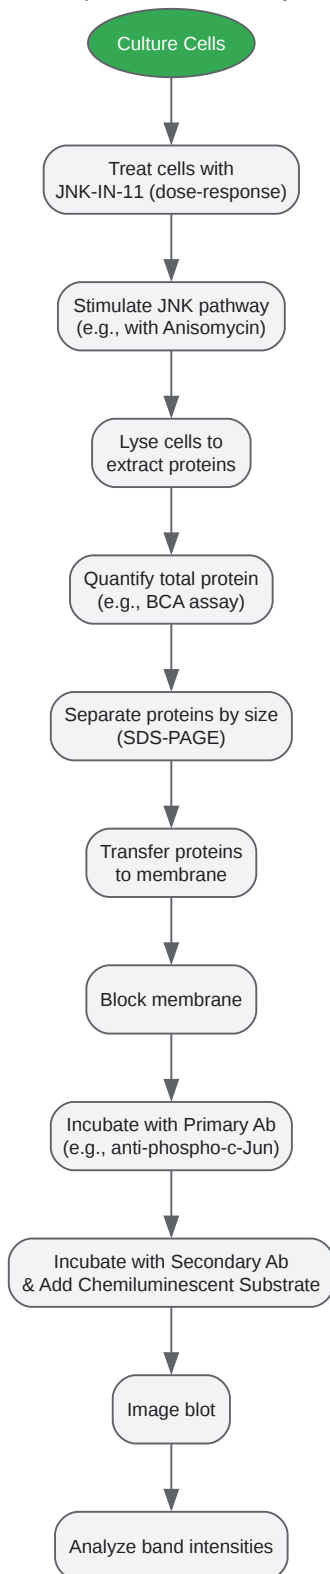 Culture Cells
Treat cells with
JNK-IN-11 (dose-response)
Stimulate JNK pathway
(e.g., with Anisomycin)
Lyse cells to
extract proteins
Quantify total protein
(e.g., BCA assay)
Separate proteins by size
(SDS-PAGE)
Transfer proteins
to membrane
Block membrane
Incubate with Primary Ab
(e.g., anti-phospho-c-Jun)
Incubate with Secondary Ab
& Add Chemiluminescent Substrate
Image blot
Analyze band intensities